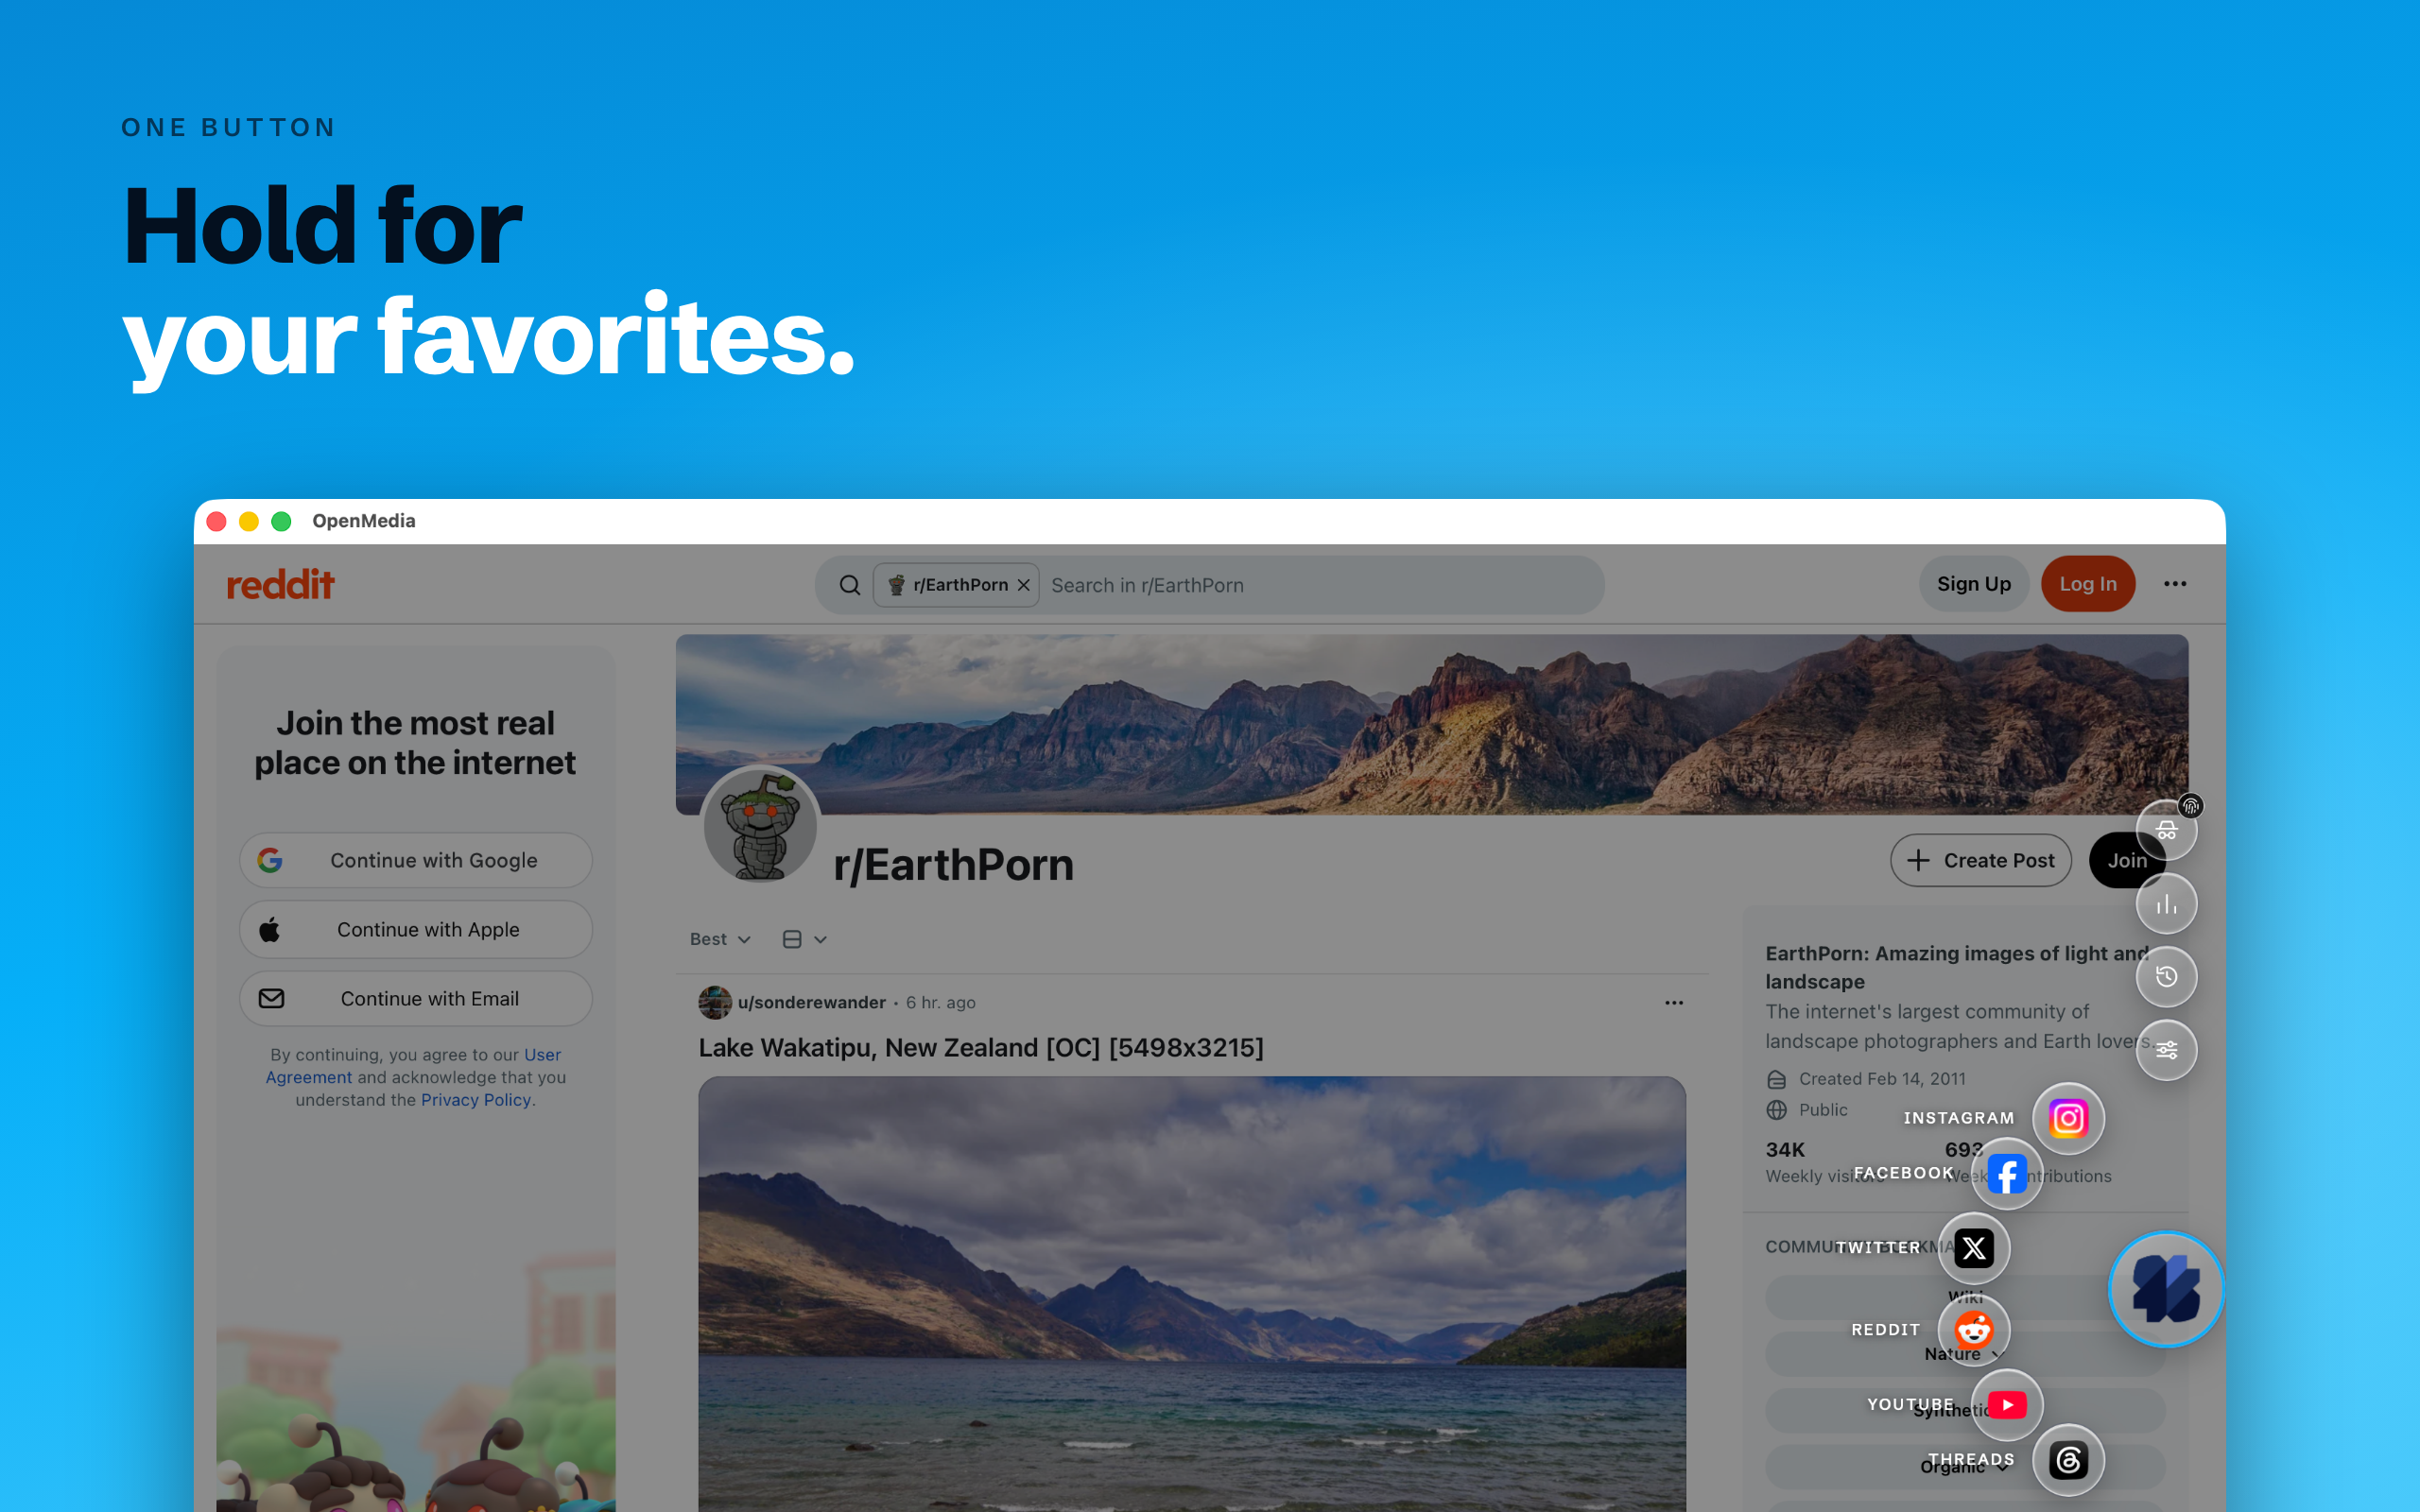 ONE BUTTON
Hold for
your favorites.
OpenMedia
reddit
r/EarthPorn
Search in r/EarthPorn
Sign Up
Log In
Join the most real
place on the internet
Continue with Google
Continue with Apple
Continue with Email
By continuing, you agree to our User
Agreement and acknowledge that you
understand the Privacy Policy.
r/EarthPorn
Create Post
Join
Best
u/sonderewander • 6 hr. ago
Lake Wakatipu, New Zealand [OC] [5498x3215]
EarthPorn: Amazing images of light and
landscape
The internet's largest community of
landscape photographers and Earth lovers.
Created Feb 14, 2011
Public
34K
693
Weekly visitors
INSTAGRAM
FACEBOOK
TWITTER
Wiki
REDDIT
Nature
YOUTUBE
THREADS
Organic